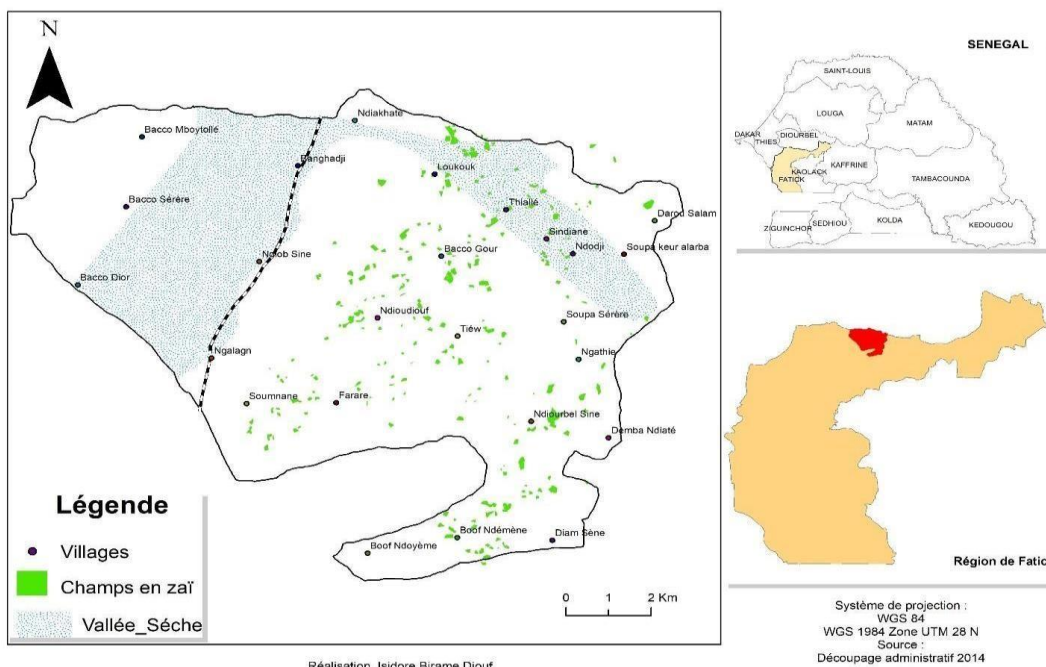 N
Ndiakhate
Bacco Mboytollé
Banghadji
Loukouk
Bacco Sérère
Thiallé
Darou Salam
Sindiane
Ndodji
Soupa keur alarba
Bacco Gour
Ndiob Sine
Bacco Dior
Ndioudiouf
Soupa Sérère
Tiéw
Ngalagn
Ngathie
Soumnane
Farare
Ndiourbel Sine
Demba Ndiaté
Boof Ndémène
Diam Sène
Boof Ndoyème
Légende
Villages
Champs en zaï
Vallée_Séche
0 1 2 Km
Réalisation Isidore Birame Diouf
SENEGAL
SAINT-LOUIS
LOUGA
MATAM
DAKAR
THIES
DIOURBEL
KAFFRINE
KAOLACK
FATICK
TAMBACOUNDA
ZIGUINCHOR
SEDHIOU
KOLDA
KEDOUGOU
Région de Fatic
Système de projection :
WGS 84
WGS 1984 Zone UTM 28 N
Source :
Découpage administratif 2014